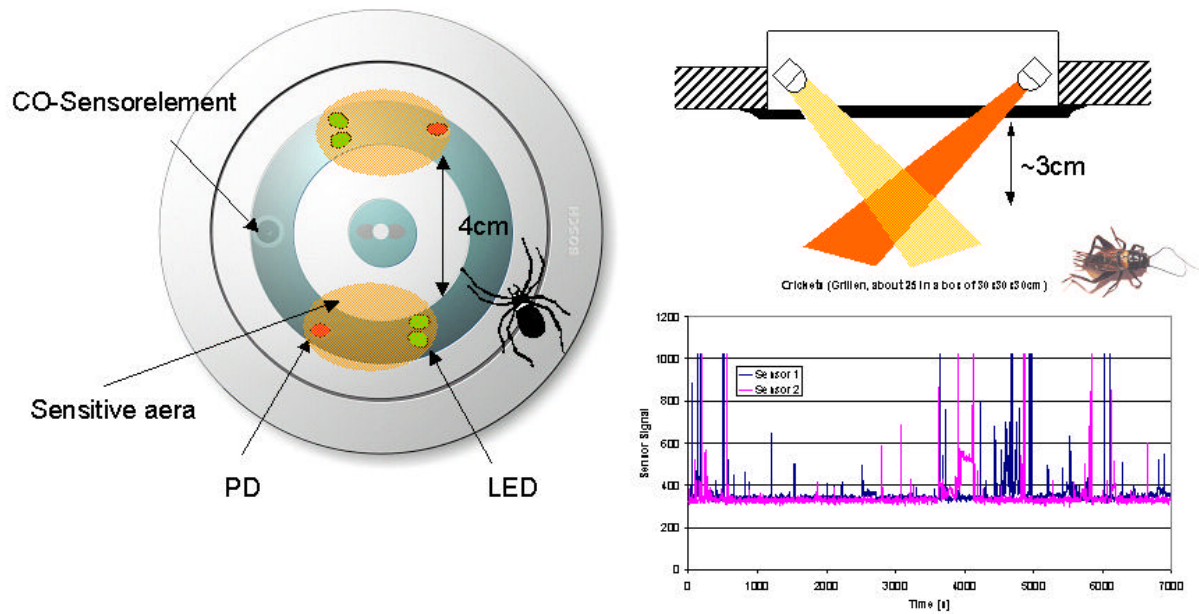 CO-Sensorelement
4cm
BOSCH
Sensitive aera
PD
LED
~3cm
Crickets (Grillen, about 25 in a box of 30x30x30cm )
1200
1000
800
600
400
200
0
Sensor Signal
Sensor 1
Sensor 2
0 1000 2000 3000 4000 5000 6000 7000
Time [s]